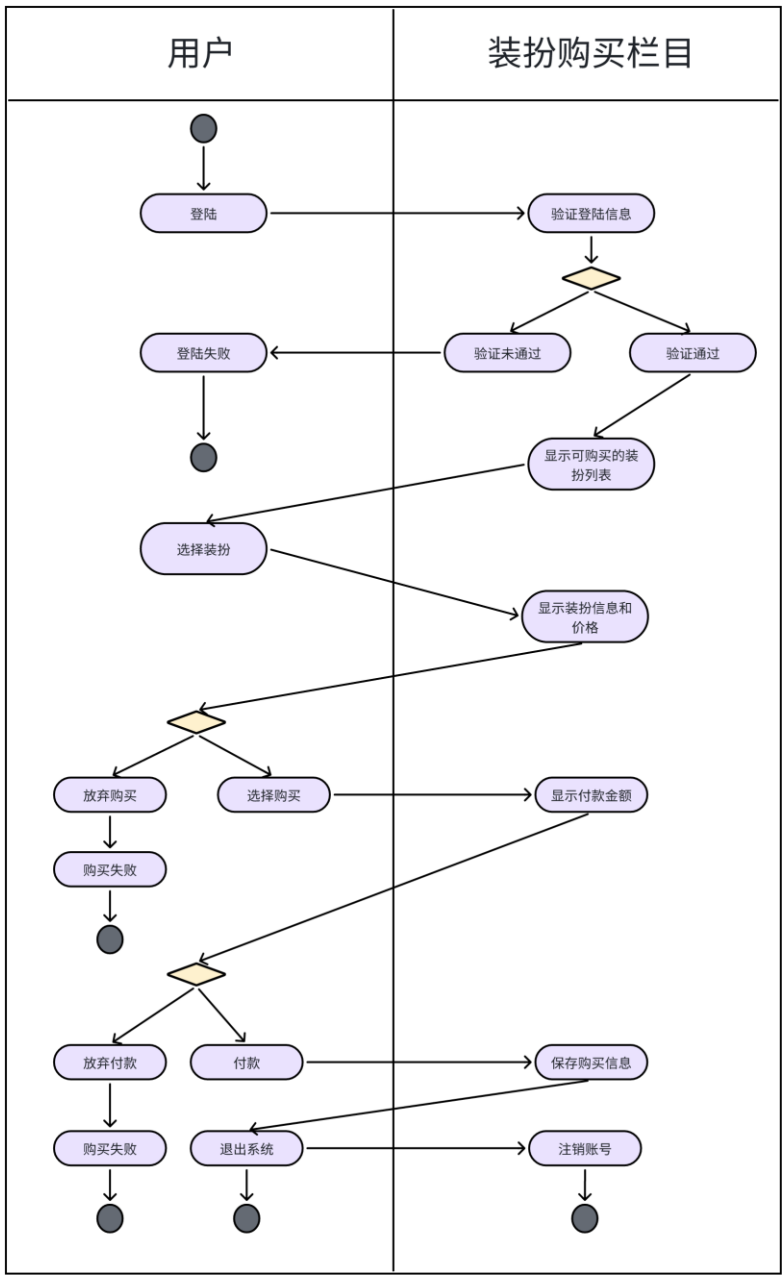 用户
装扮购买栏目
登陆
验证登陆信息
登陆失败
验证未通过
验证通过
显示可购买的装
扮列表
选择装扮
显示装扮信息和
价格
放弃购买
选择购买
显示付款金额
购买失败
放弃付款
付款
保存购买信息
购买失败
退出系统
注销账号